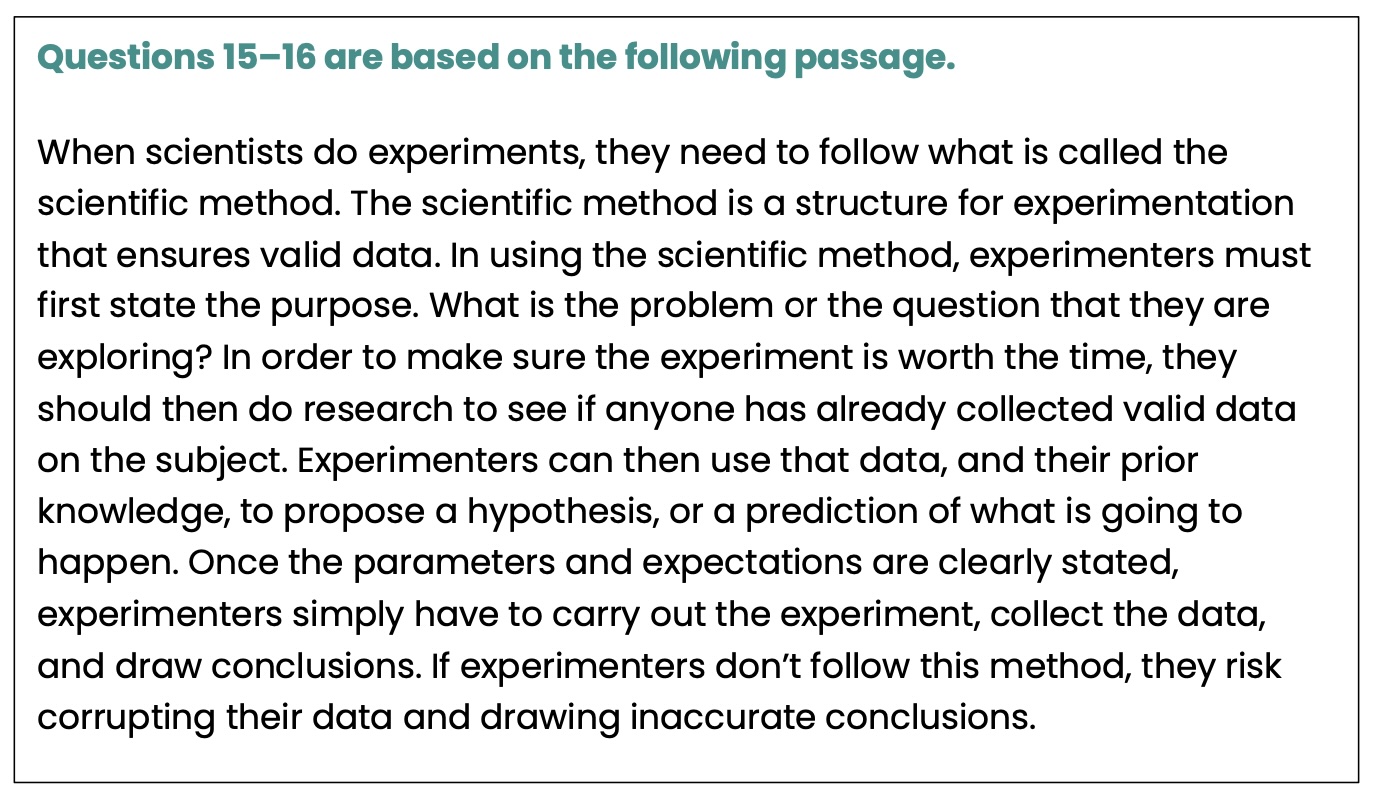 Questions 15–16 are based on the following passage.
When scientists do experiments, they need to follow what is called the
scientific method. The scientific method is a structure for experimentation
that ensures valid data. In using the scientific method, experimenters must
first state the purpose. What is the problem or the question that they are
exploring? In order to make sure the experiment is worth the time, they
should then do research to see if anyone has already collected valid data
on the subject. Experimenters can then use that data, and their prior
knowledge, to propose a hypothesis, or a prediction of what is going to
happen. Once the parameters and expectations are clearly stated,
experimenters simply have to carry out the experiment, collect the data,
and draw conclusions. If experimenters don’t follow this method, they risk
corrupting their data and drawing inaccurate conclusions.